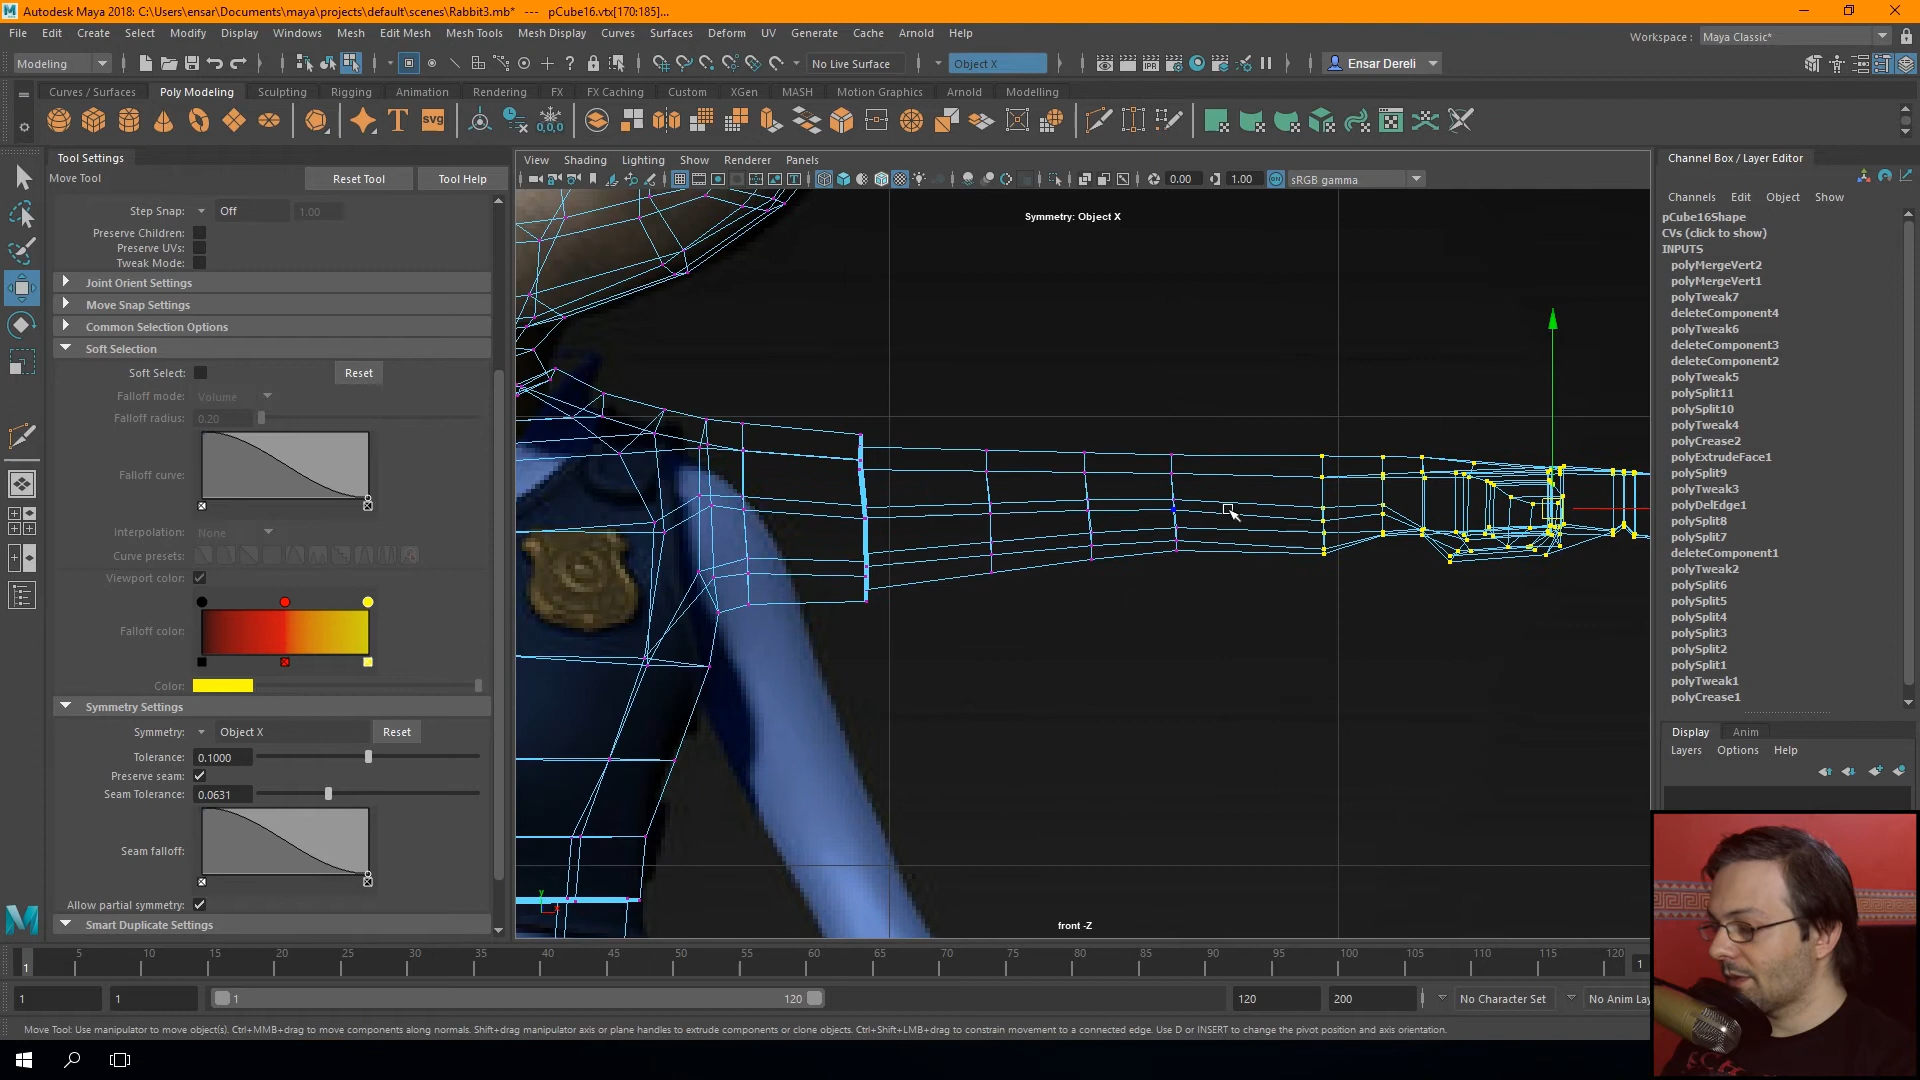 Autodesk Maya 2018: C:\Users\ensar\Documents\maya\projects\default\scenes\Rabbit3.mb* --- pCube16.vtx[170:185]...
File Edit Create Select Modify Display Windows Mesh Edit Mesh Mesh Tools Mesh Display Curves Surfaces Deform UV Generate Cache Arnold Help
Workspace : Maya Classic*
Modeling No Live Surface Object X Ensar Dereli
Curves / Surfaces Poly Modeling Sculpting Rigging Animation Rendering FX FX Caching Custom XGen MASH Motion Graphics Arnold Modeling
Tool Settings
Move Tool Reset Tool Tool Help
Step Snap: Off 1.00
Preserve Children:
Preserve UVs:
Tweak Mode:
Joint Orient Settings
Move Snap Settings
Common Selection Options
Soft Selection
Soft Select: Reset
Falloff mode: Volume
Falloff radius: 0.20
Falloff curve:
Interpolation: None
Curve presets:
Viewport color:
Falloff color:
Color:
Symmetry Settings
Symmetry: Object X Reset
Tolerance: 0.1000
Preserve seam:
Seam Tolerance: 0.0631
Seam falloff:
Allow partial symmetry:
Smart Duplicate Settings
View Shading Lighting Show Renderer Panels
0.00 1.00 sRGB gamma
Symmetry: Object X
front -Z
Channel Box / Layer Editor
Channels Edit Object Show
pCube16Shape
CVs (click to show)
INPUTS
polyMergeVert2
polyMergeVert1
polyTweak7
deleteComponent4
polyTweak6
deleteComponent3
deleteComponent2
polyTweak5
polySplit11
polySplit10
polyTweak4
polyCrease2
polyExtrudeFace1
polySplit9
polyTweak3
polyDelEdge1
polySplit8
polySplit7
deleteComponent1
polyTweak2
polySplit6
polySplit5
polySplit4
polySplit3
polySplit2
polySplit1
polyTweak1
polyCrease1
Display Anim
Layers Options Help
1 5 10 15 20 25 30 35 40 45 50 55 60 65 70 75 80 85 90 95 100 105 110 115 120 1
1 1 1 120 120 200 No Character Set No Anim Lay
Move Tool: Use manipulator to move object(s). Ctrl+MMB+drag to move components along normals. Shift+drag manipulator axis or plane handles to extrude components or clone objects. Ctrl+Shift+LMB+drag to constrain movement to a connected edge. Use D or INSERT to change the pivot position and axis orientation.